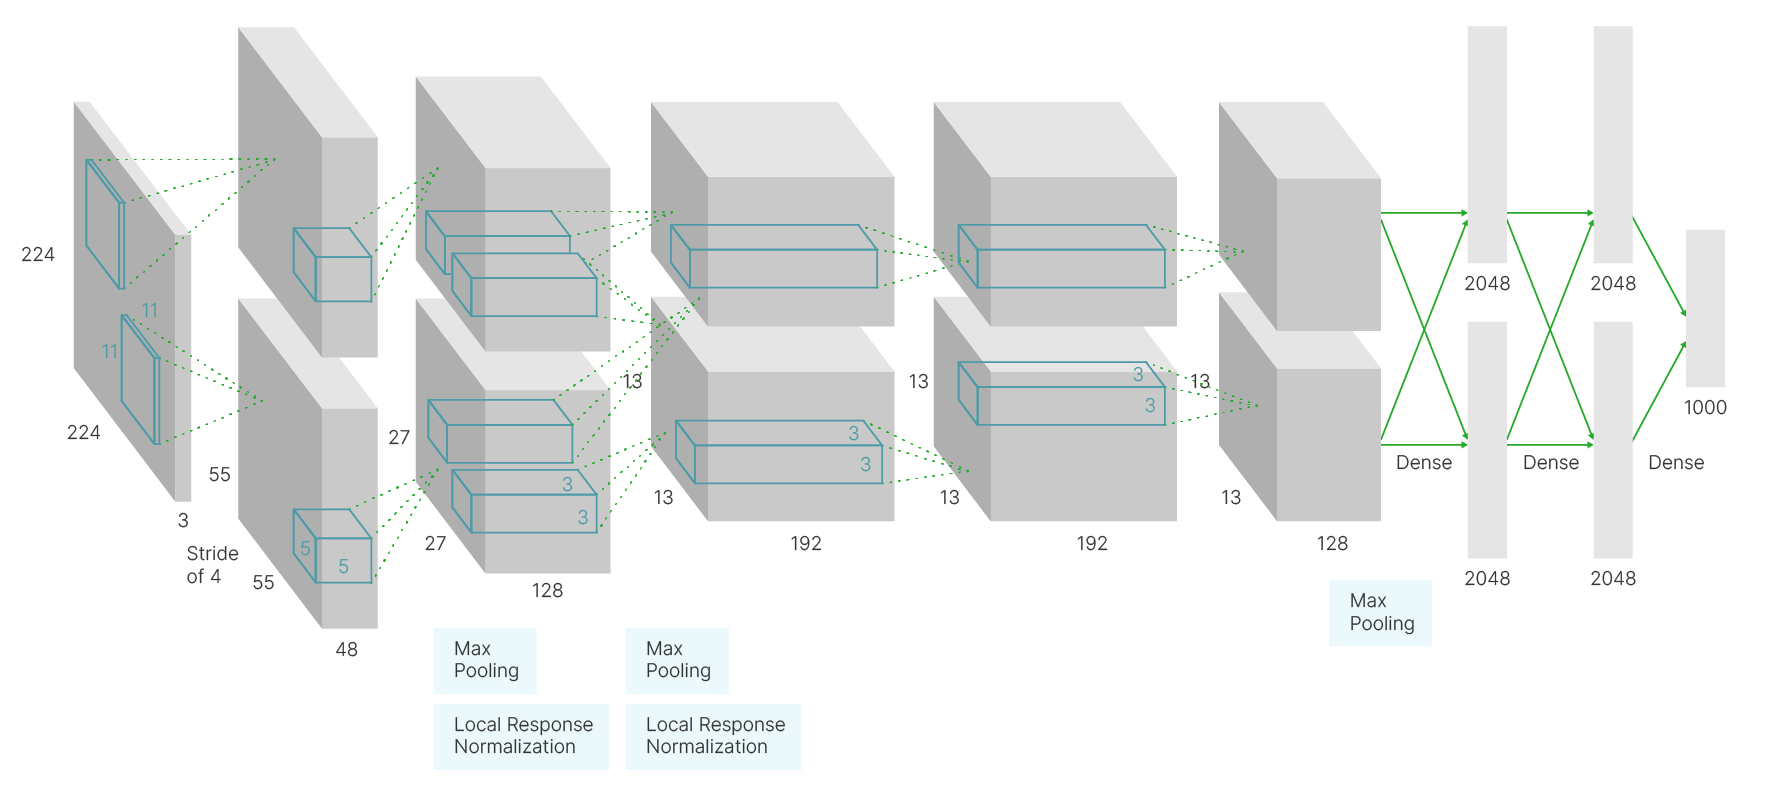 224
224
3
11
11
Stride
of 4
55
55
48
5
5
27
27
128
3
3
13
13
192
3
3
13
13
192
3
3
13
13
128
Max
Pooling
Local Response
Normalization
Max
Pooling
Local Response
Normalization
Max
Pooling
Dense
2048
2048
Dense
2048
2048
Dense
1000